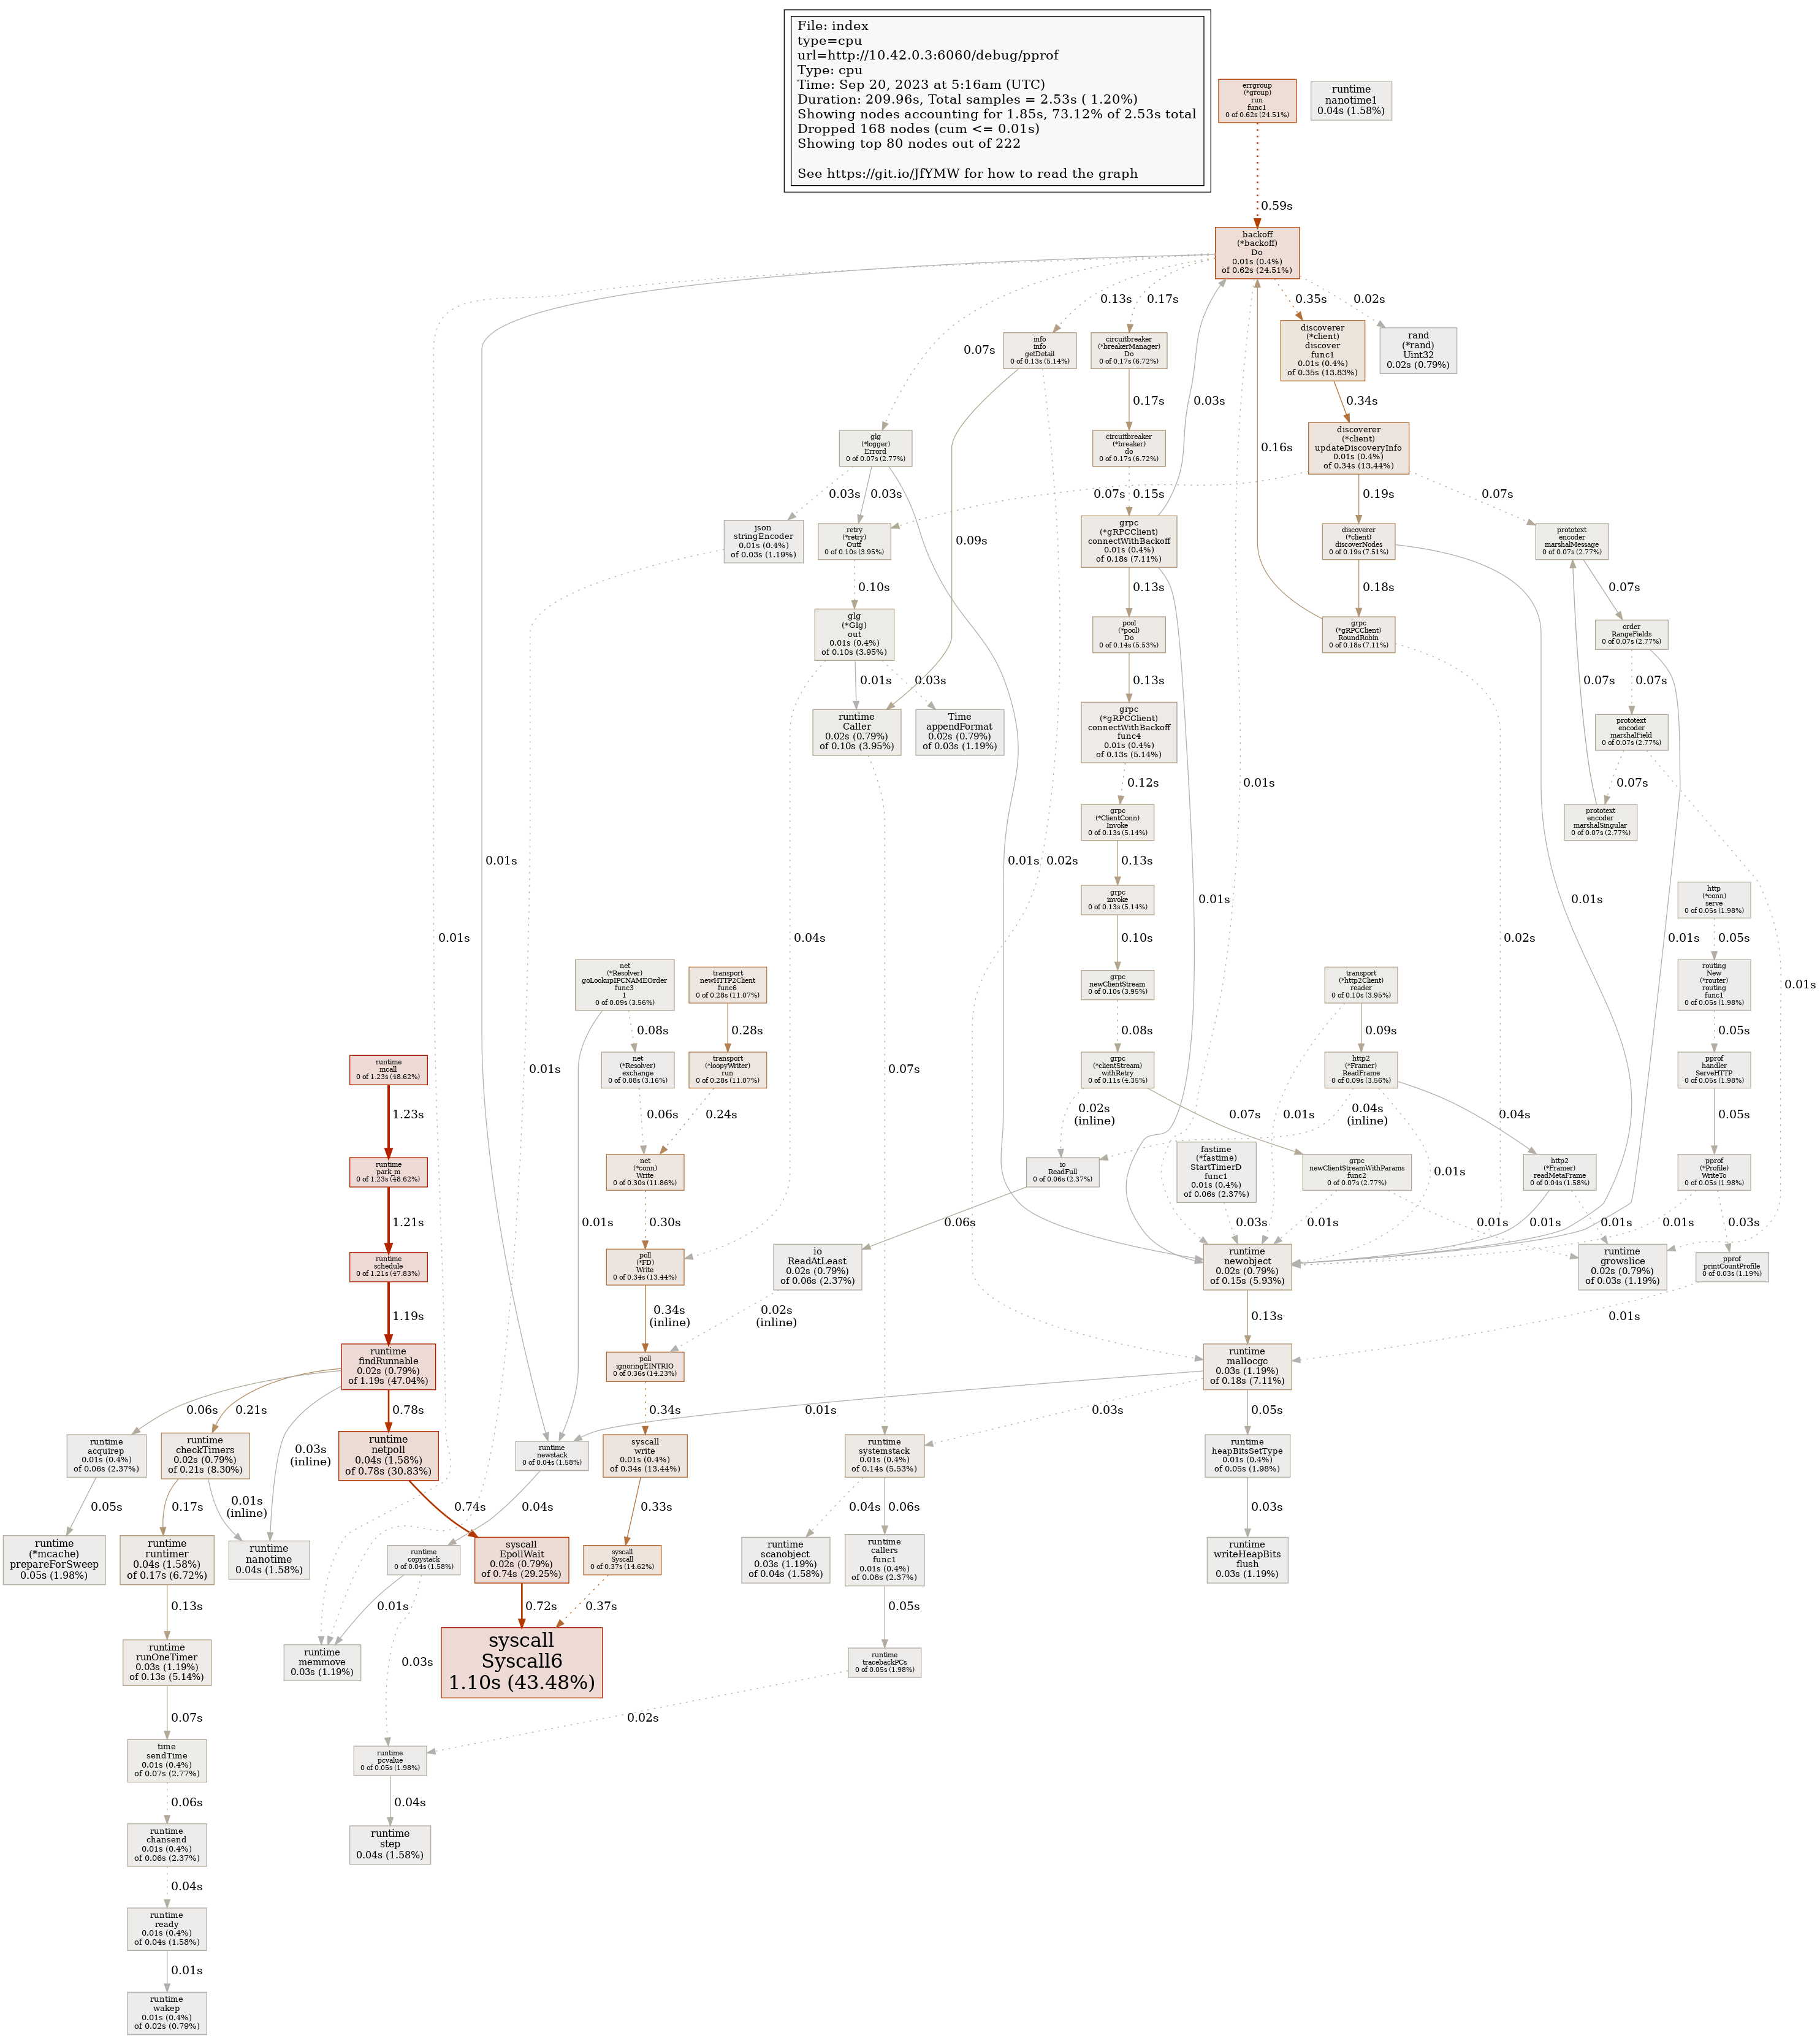 File: index
type=cpu
url=http://10.42.0.3:6060/debug/pprof
Type: cpu
Time: Sep 20, 2023 at 5:16am (UTC)
Duration: 209.96s, Total samples = 2.53s ( 1.20%)
Showing nodes accounting for 1.85s, 73.12% of 2.53s total
Dropped 168 nodes (cum <= 0.01s)
Showing top 80 nodes out of 222
See https://git.io/JfYMW for how to read the graph
errgroup
(*group)
run
func1
0 of 0.62s (24.51%)
runtime
nanotime1
0.04s (1.58%)
0.59s
backoff
(*backoff)
Do
0.01s (0.4%)
of 0.62s (24.51%)
0.07s
0.13s
0.17s
0.03s
0.16s
0.35s
0.02s
info
info
getDetail
0 of 0.13s (5.14%)
circuitbreaker
(*breakerManager)
Do
0 of 0.17s (6.72%)
discoverer
(*client)
discover
func1
0.01s (0.4%)
of 0.35s (13.83%)
rand
(*rand)
Uint32
0.02s (0.79%)
0.17s
0.34s
glg
(*logger)
Errord
0 of 0.07s (2.77%)
circuitbreaker
(*breaker)
do
0 of 0.17s (6.72%)
discoverer
(*client)
updateDiscoveryInfo
0.01s (0.4%)
of 0.34s (13.44%)
0.03s
0.03s
0.09s
0.15s
0.07s
0.19s
0.07s
json
stringEncoder
0.01s (0.4%)
of 0.03s (1.19%)
retry
(*retry)
Outf
0 of 0.10s (3.95%)
grpc
(*gRPCClient)
connectWithBackoff
0.01s (0.4%)
of 0.18s (7.11%)
discoverer
(*client)
discoverNodes
0 of 0.19s (7.51%)
prototext
encoder
marshalMessage
0 of 0.07s (2.77%)
0.10s
0.13s
0.18s
0.07s
glg
(*Glg)
out
0.01s (0.4%)
of 0.10s (3.95%)
pool
(*pool)
Do
0 of 0.14s (5.53%)
grpc
(*gRPCClient)
RoundRobin
0 of 0.18s (7.11%)
order
RangeFields
0 of 0.07s (2.77%)
0.01s
0.03s
0.13s
0.07s
0.07s
runtime
Caller
0.02s (0.79%)
of 0.10s (3.95%)
Time
appendFormat
0.02s (0.79%)
of 0.03s (1.19%)
grpc
(*gRPCClient)
connectWithBackoff
func4
0.01s (0.4%)
of 0.13s (5.14%)
prototext
encoder
marshalField
0 of 0.07s (2.77%)
0.12s
0.01s
0.07s
grpc
(*ClientConn)
Invoke
0 of 0.13s (5.14%)
prototext
encoder
marshalSingular
0 of 0.07s (2.77%)
0.01s
0.01s
0.02s
0.13s
grpc
invoke
0 of 0.13s (5.14%)
0.01s
0.01s
http
(*conn)
serve
0 of 0.05s (1.98%)
0.01s
0.04s
0.10s
0.02s
0.01s
0.05s
net
(*Resolver)
goLookupIPCNAMEOrder
func3
1
0 of 0.09s (3.56%)
transport
newHTTP2Client
func6
0 of 0.28s (11.07%)
grpc
newClientStream
0 of 0.10s (3.95%)
transport
(*http2Client)
reader
0 of 0.10s (3.95%)
routing
New
(*router)
routing
func1
0 of 0.05s (1.98%)
0.01s
0.08s
0.28s
0.08s
0.09s
0.05s
runtime
mcall
0 of 1.23s (48.62%)
0.01s
net
(*Resolver)
exchange
0 of 0.08s (3.16%)
transport
(*loopyWriter)
run
0 of 0.28s (11.07%)
0.07s
grpc
(*clientStream)
withRetry
0 of 0.11s (4.35%)
http2
(*Framer)
ReadFrame
0 of 0.09s (3.56%)
pprof
handler
ServeHTTP
0 of 0.05s (1.98%)
1.23s
0.06s
0.24s
0.02s
(inline)
0.07s
0.01s
0.04s
(inline)
0.04s
0.05s
runtime
park_m
0 of 1.23s (48.62%)
net
(*conn)
Write
0 of 0.30s (11.86%)
io
ReadFull
0 of 0.06s (2.37%)
fastime
(*fastime)
StartTimerD
func1
0.01s (0.4%)
of 0.06s (2.37%)
grpc
newClientStreamWithParams
func2
0 of 0.07s (2.77%)
0.01s
http2
(*Framer)
readMetaFrame
0 of 0.04s (1.58%)
pprof
(*Profile)
WriteTo
0 of 0.05s (1.98%)
1.21s
0.01s
0.30s
0.06s
0.03s
0.01s
0.01s
0.01s
0.01s
0.01s
0.03s
runtime
schedule
0 of 1.21s (47.83%)
poll
(*FD)
Write
0 of 0.34s (13.44%)
io
ReadAtLeast
0.02s (0.79%)
of 0.06s (2.37%)
runtime
newobject
0.02s (0.79%)
of 0.15s (5.93%)
runtime
growslice
0.02s (0.79%)
of 0.03s (1.19%)
pprof
printCountProfile
0 of 0.03s (1.19%)
1.19s
0.34s
(inline)
0.02s
(inline)
0.13s
0.01s
runtime
findRunnable
0.02s (0.79%)
of 1.19s (47.04%)
poll
ignoringEINTRIO
0 of 0.36s (14.23%)
runtime
mallocgc
0.03s (1.19%)
of 0.18s (7.11%)
0.06s
0.21s
0.03s
(inline)
0.78s
0.34s
0.01s
0.03s
0.05s
runtime
acquirep
0.01s (0.4%)
of 0.06s (2.37%)
runtime
checkTimers
0.02s (0.79%)
of 0.21s (8.30%)
runtime
netpoll
0.04s (1.58%)
of 0.78s (30.83%)
runtime
newstack
0 of 0.04s (1.58%)
syscall
write
0.01s (0.4%)
of 0.34s (13.44%)
runtime
systemstack
0.01s (0.4%)
of 0.14s (5.53%)
runtime
heapBitsSetType
0.01s (0.4%)
of 0.05s (1.98%)
0.05s
0.17s
0.01s
(inline)
0.74s
0.04s
0.33s
0.04s
0.06s
0.03s
runtime
(*mcache)
prepareForSweep
0.05s (1.98%)
runtime
runtimer
0.04s (1.58%)
of 0.17s (6.72%)
runtime
nanotime
0.04s (1.58%)
runtime
copystack
0 of 0.04s (1.58%)
syscall
EpollWait
0.02s (0.79%)
of 0.74s (29.25%)
syscall
Syscall
0 of 0.37s (14.62%)
runtime
scanobject
0.03s (1.19%)
of 0.04s (1.58%)
runtime
callers
func1
0.01s (0.4%)
of 0.06s (2.37%)
runtime
writeHeapBits
flush
0.03s (1.19%)
0.13s
0.01s
0.03s
0.72s
0.37s
0.05s
runtime
runOneTimer
0.03s (1.19%)
of 0.13s (5.14%)
runtime
memmove
0.03s (1.19%)
syscall
Syscall6
1.10s (43.48%)
runtime
tracebackPCs
0 of 0.05s (1.98%)
0.07s
0.02s
time
sendTime
0.01s (0.4%)
of 0.07s (2.77%)
runtime
pcvalue
0 of 0.05s (1.98%)
0.06s
0.04s
runtime
chansend
0.01s (0.4%)
of 0.06s (2.37%)
runtime
step
0.04s (1.58%)
0.04s
runtime
ready
0.01s (0.4%)
of 0.04s (1.58%)
0.01s
runtime
wakep
0.01s (0.4%)
of 0.02s (0.79%)